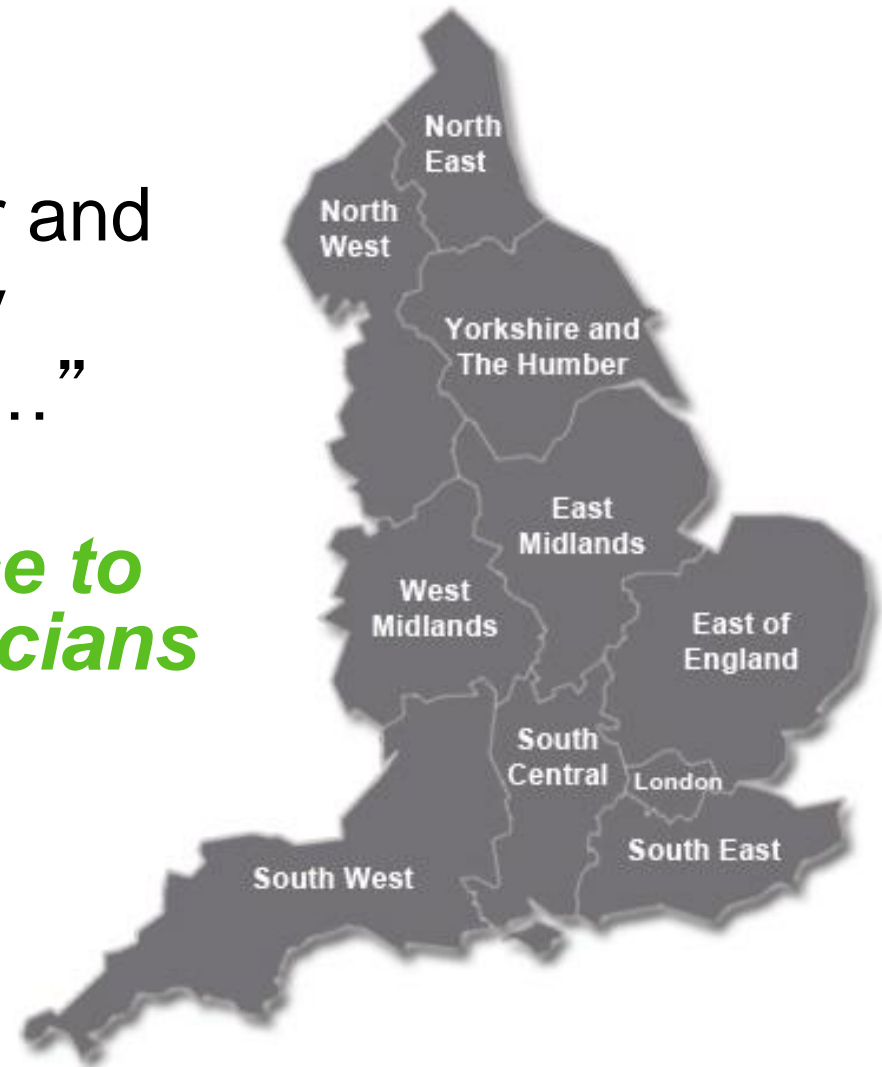 and
…”
e to
cians
North
East
North
West
Yorkshire and
The Humber
East
Midlands
West
Midlands
East of
England
South
Central
London
South East
South West